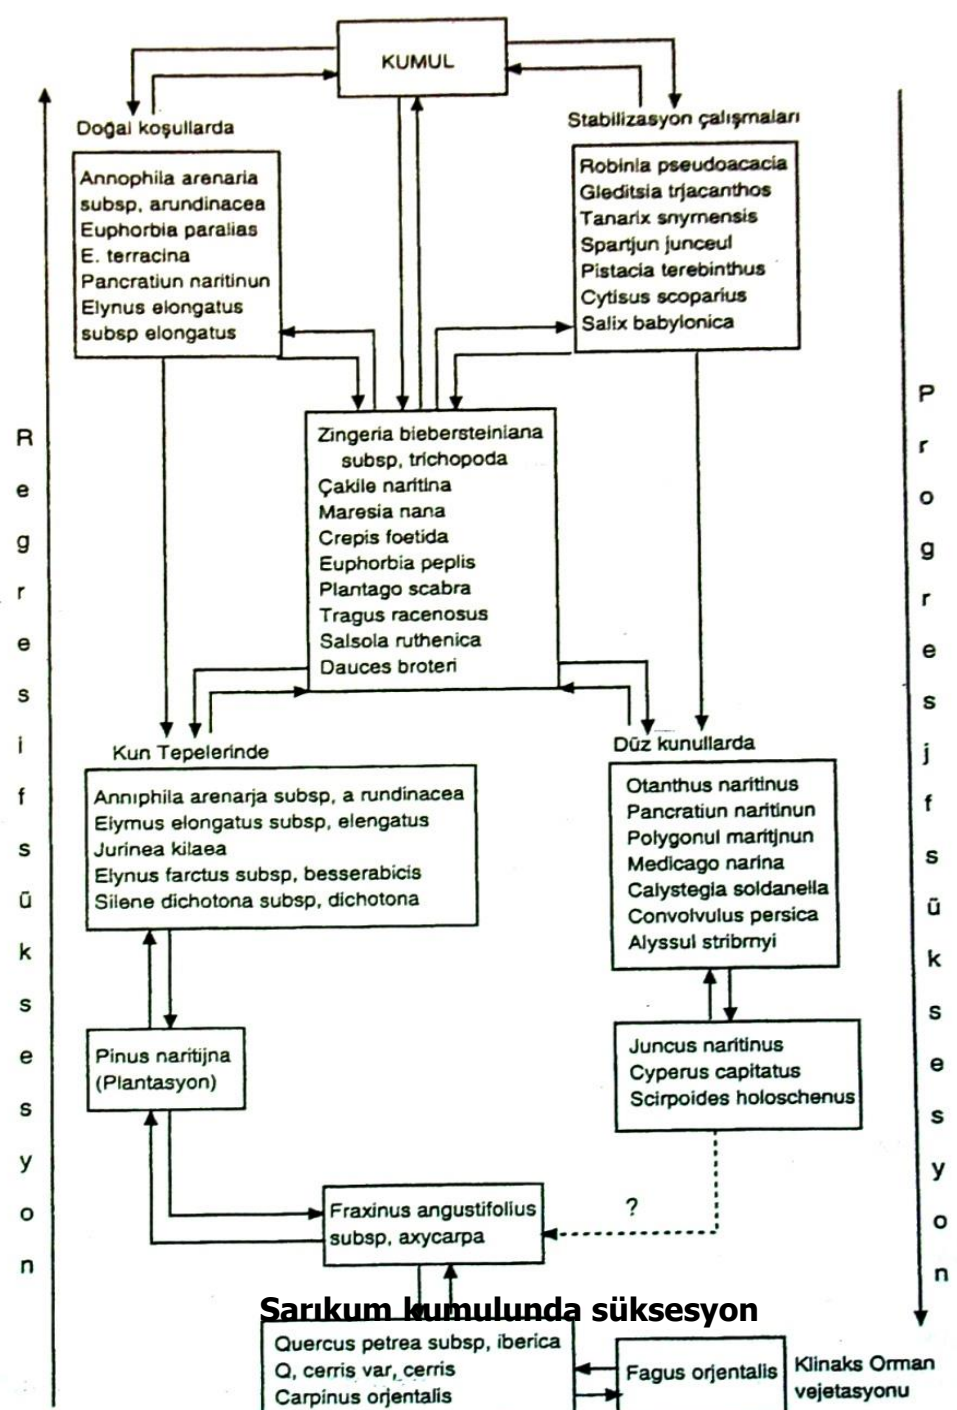 KUMUL
Doğal koşullarda
Annophila arenaria
subsp, arundinacea
Euphorbia paralias
E. terracina
Pancratiun naritinun
Elynus elongatus
subsp elongatus
Stabilizasyon çalışmaları
Robinia pseudoacacia
Gleditsia trjacanthos
Tanarix snyrnensis
Spartjun junceul
Pistacia terebinthus
Cytisus scoparius
Salix babylonica
Zingeria biebersteiniana
subsp, trichopoda
Çakile naritina
Maresia nana
Crepis foetida
Euphorbia peplis
Plantago scabra
Tragus racenosus
Salsola ruthenica
Dauces broteri
Regresifsüksesyon
Progresjfsüksesyon
Kun Tepelerinde
Anniphila arenarja subsp, a rundinacea
Elymus elongatus subsp, elengatus
Jurinea kilaea
Elynus farctus subsp, besserabicis
Silene dichotona subsp, dichotona
Düz kunullarda
Otanthus naritinus
Pancratiun naritinun
Polygonul maritjnun
Medicago narina
Calystegia soldanella
Convolvulus persica
Alyssul stribrnyi
Pinus naritijna
(Plantasyon)
Juncus naritinus
Cyperus capitatus
Scirpoides holoschenus
?
Fraxinus angustifolius
subsp, axycarpa
Sarıkum kumulunda süksesyon
Quercus petrea subsp, iberica
Q, cerris var, cerris
Carpinus orjentalis
Fagus orjentalis
Klinaks Orman
vejetasyonu